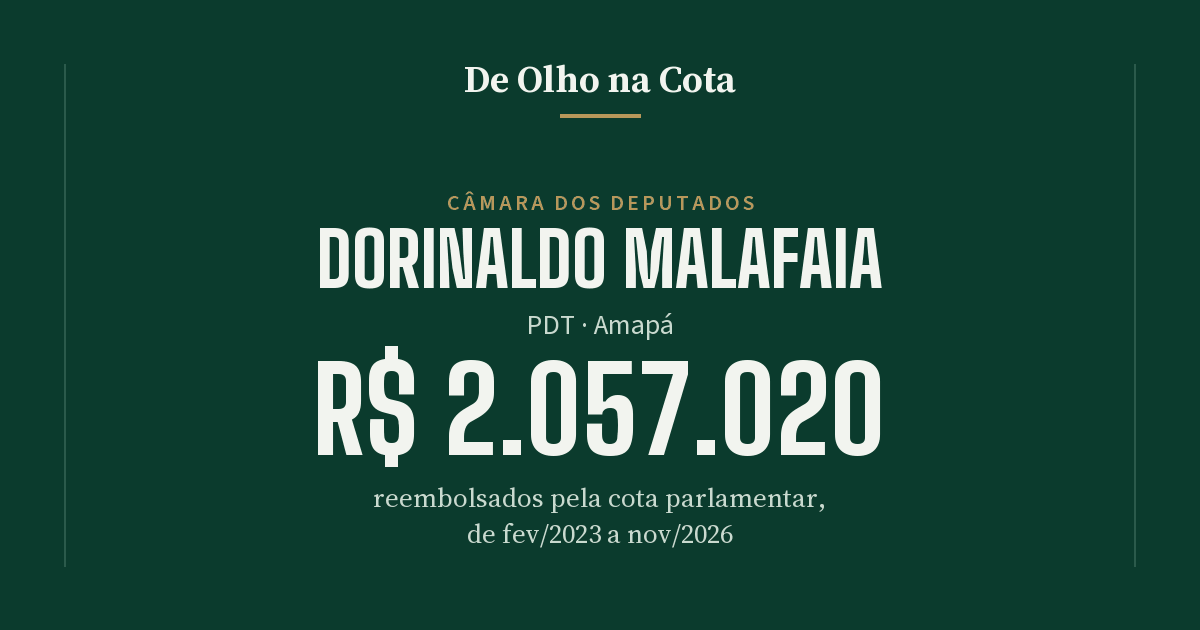 De Olho na Cota
CÂMARA DOS DEPUTADOS
DORINALDO MALAFAIA
PDT · Amapá
R$ 2.057.020
reembolsados pela cota parlamentar,
de fev/2023 a nov/2026